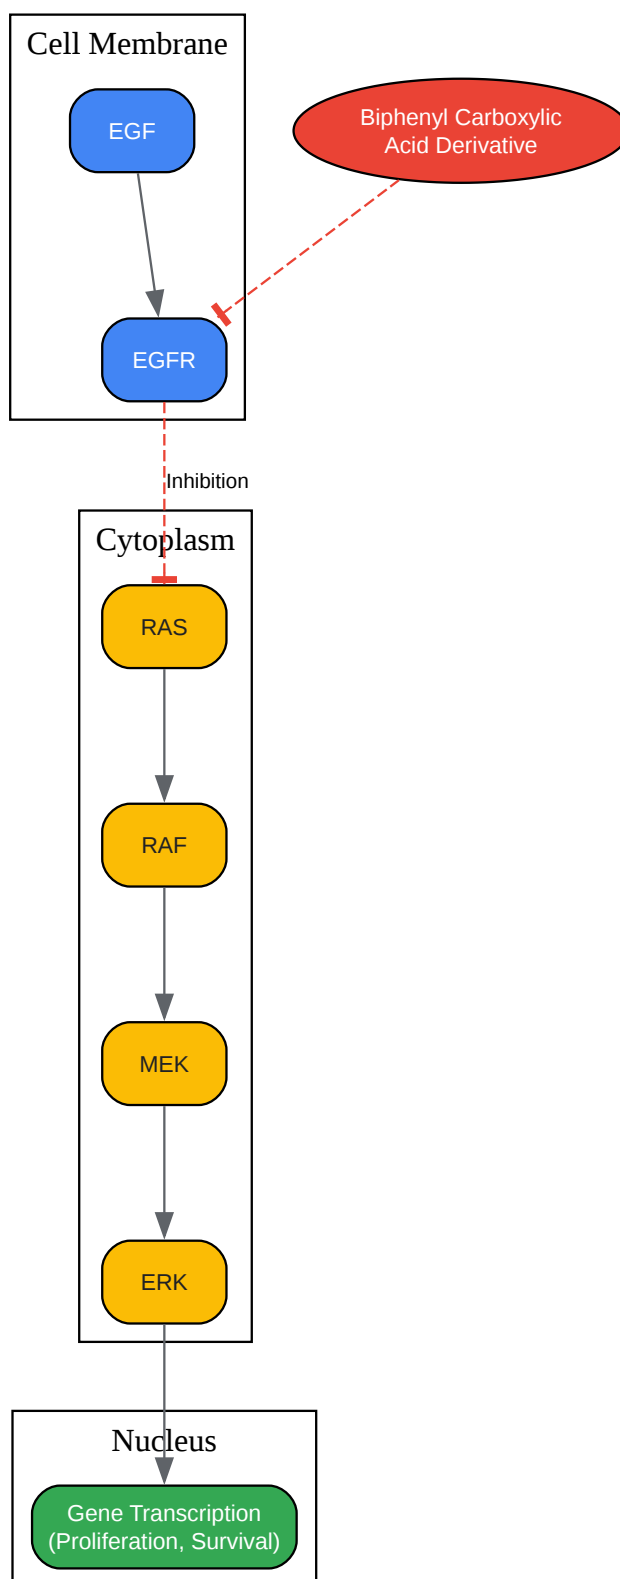 Cell Membrane
EGF
Biphenyl Carboxylic
Acid Derivative
EGFR
Inhibition
Cytoplasm
RAS
RAF
MEK
ERK
Nucleus
Gene Transcription
(Proliferation, Survival)